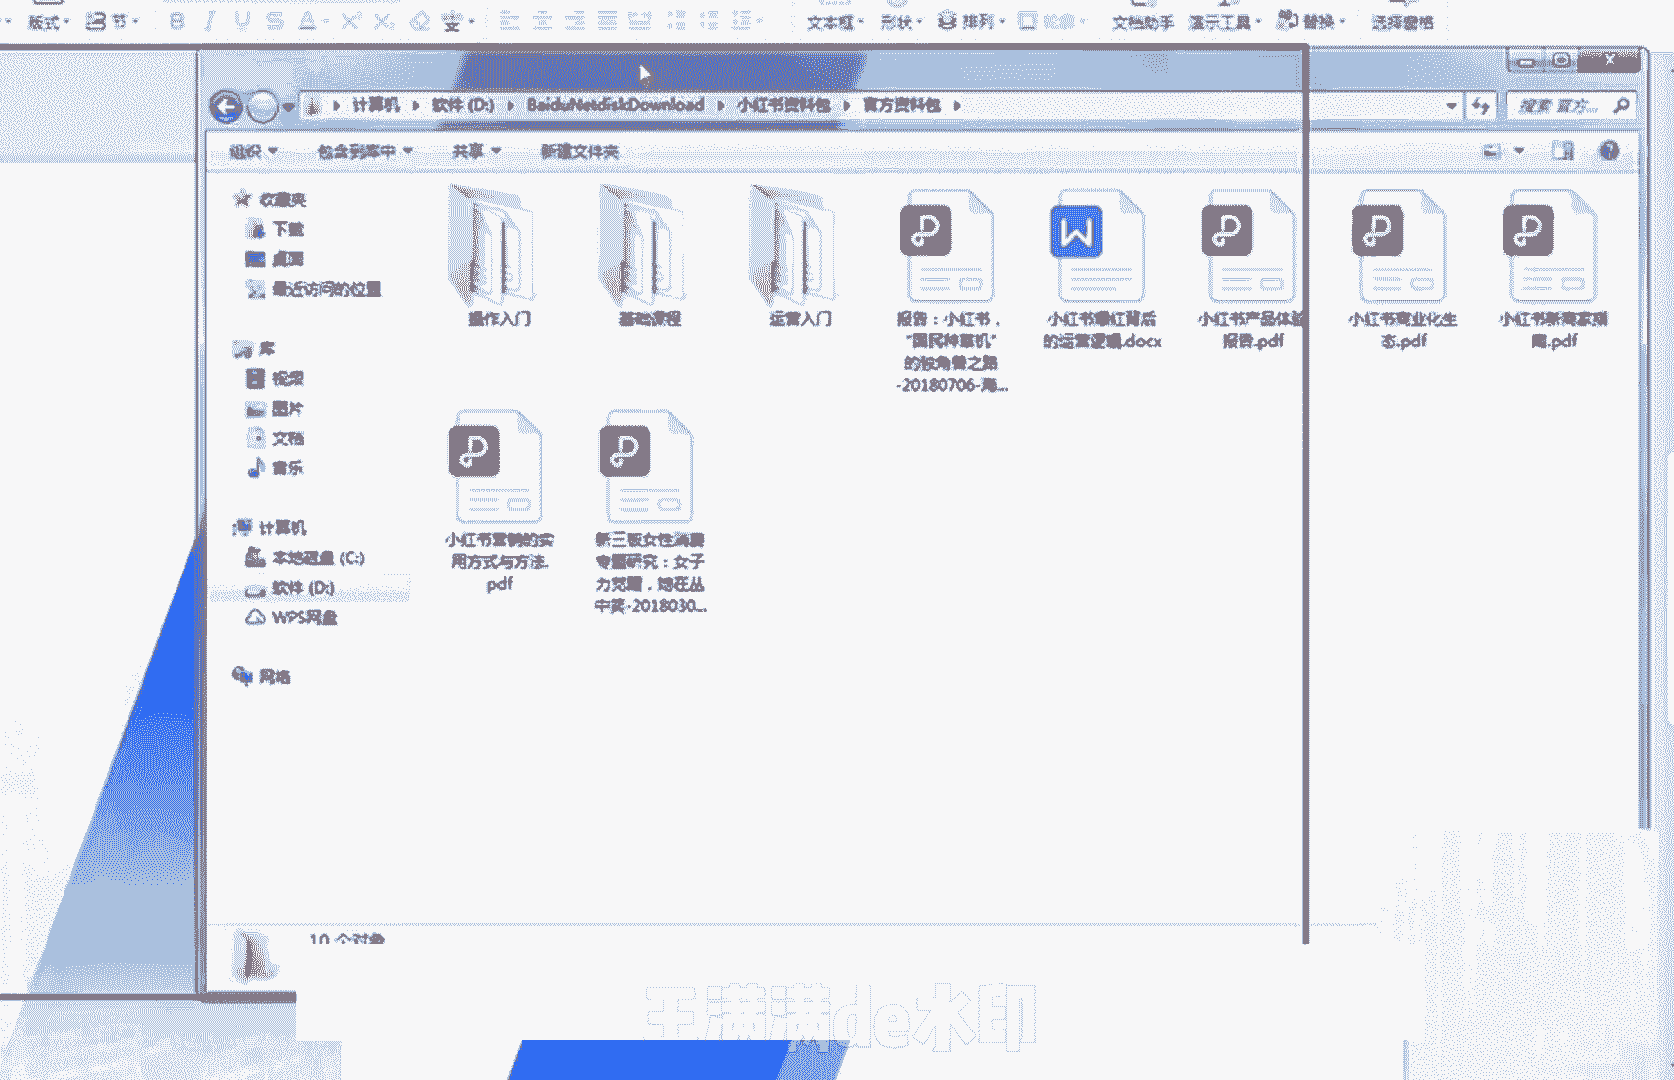 版式 节 B I U S A X X 变 文本框 形状 排列 轮廓 文档助手 演示工具 替换 选择窗格
计算机 软件 (D:) BaiduNetdiskDownload 小红书资料包 官方资料包 搜索 官方...
组织 包含到库中 共享 新建文件夹
收藏夹
下载
桌面
最近访问的位置
库
视频
图片
文档
音乐
计算机
本地磁盘 (C:)
软件 (D:)
WPS网盘
网络
操作入门
基础课程
运营入门
报告：小红书，
“国民种草机”
的独角兽之路
-20180706-海...
小红书爆红背后
的运营逻辑.docx
小红书产品体验
报告.pdf
小红书商业化生
态.pdf
小红书新商家
.pdf
小红书营销的实
用方式与方法.
pdf
新三板女性消费
专题研究：女子
力觉醒，她在丛
中笑-2018030...
10 个对象
王满满de水印